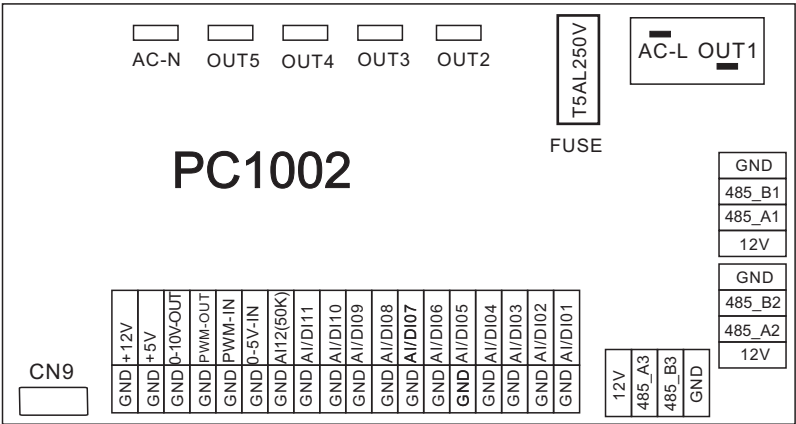 AC-N OUT5 OUT4 OUT3 OUT2
T5AL250V
FUSE
AC-L OUT1
PC1002
GND
485_B1
485_A1
12V
GND
485_B2
485_A2
12V
CN9
GND +12V
GND +5V
GND 0-10V-OUT
GND PWM-OUT
GND PWM-IN
GND 0-5V-IN
GND AI12(50K)
GND AI/DI11
GND AI/DI10
GND AI/DI09
GND AI/DI08
GND AI/DI07
GND AI/DI06
GND AI/DI05
GND AI/DI04
GND AI/DI03
GND AI/DI02
GND AI/DI01
12V
485_A3
485_B3
GND